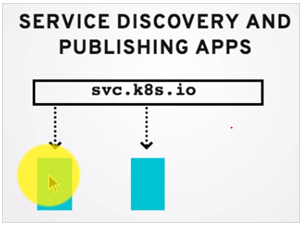 SERVICE DISCOVERY AND
PUBLISHING APPS
svc.k8s.io